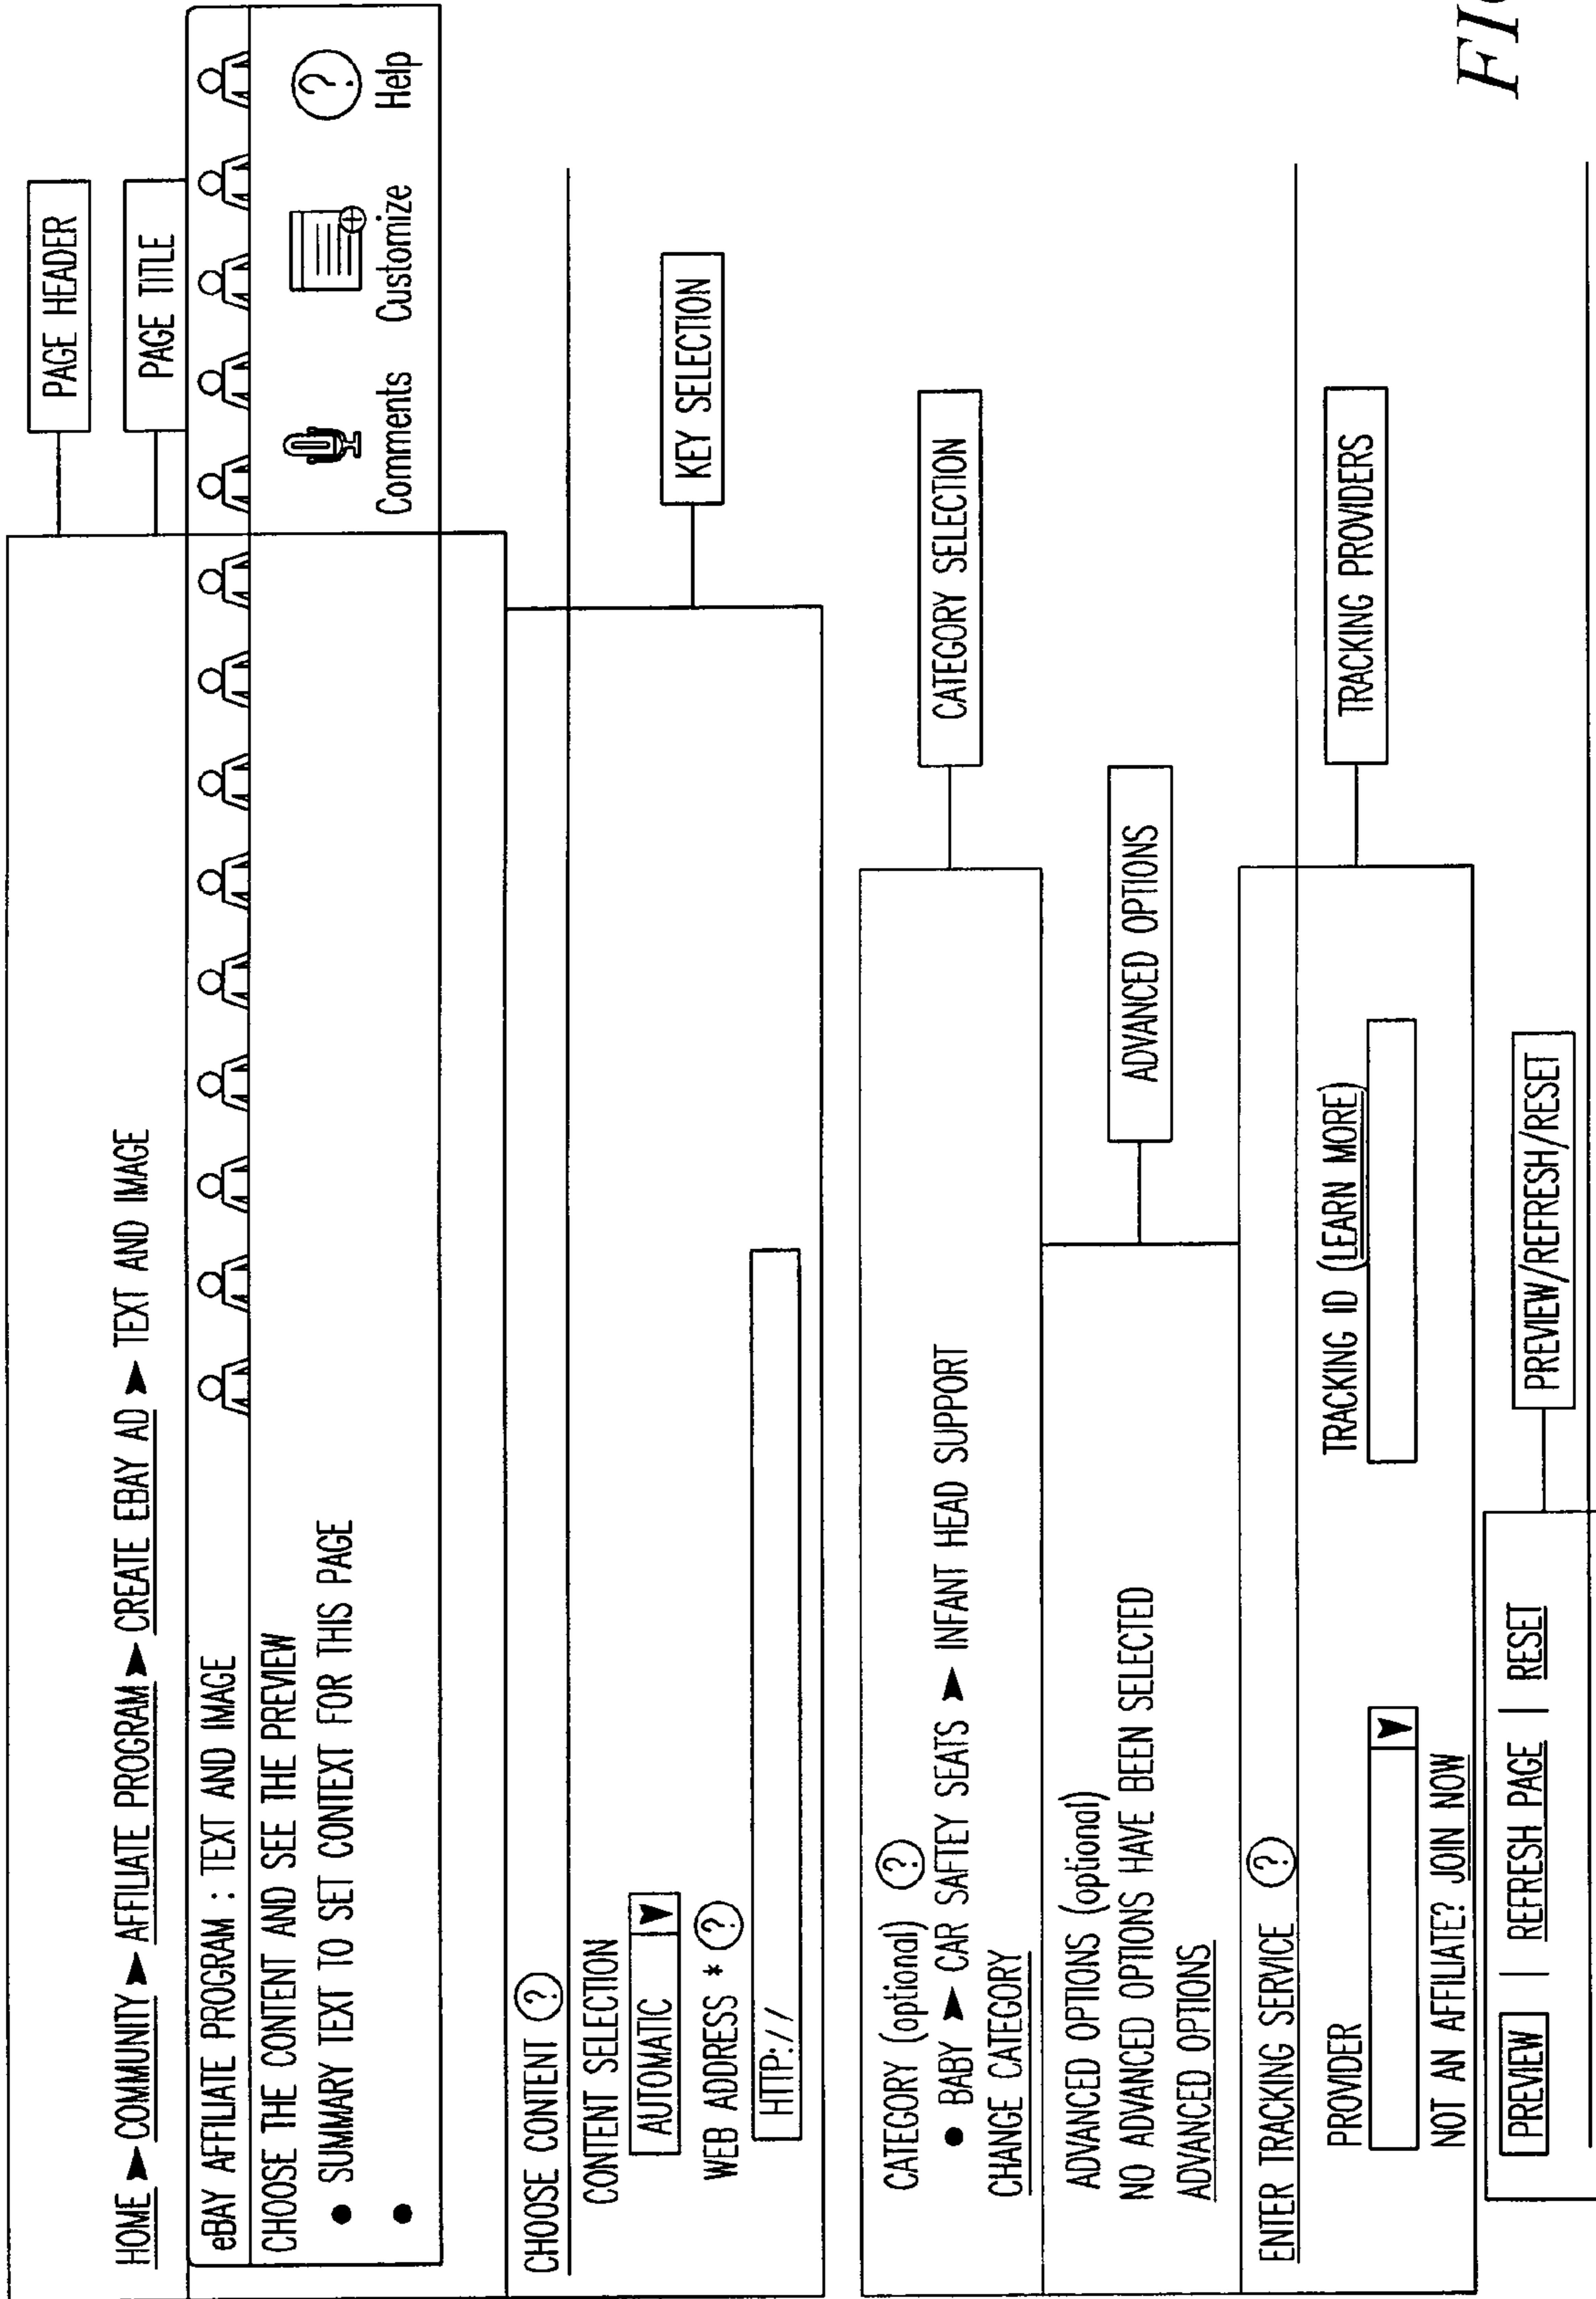 PAGE HEADER
HOME ➤ COMMUNITY ➤ AFFILIATE PROGRAM ➤ CREATE EBAY AD ➤ TEXT AND IMAGE
PAGE TITLE
eBAY AFFILIATE PROGRAM : TEXT AND IMAGE
CHOOSE THE CONTENT AND SEE THE PREVIEW
• SUMMARY TEXT TO SET CONTEXT FOR THIS PAGE
•
Comments Customize Help
CHOOSE CONTENT ?
CONTENT SELECTION
AUTOMATIC
KEY SELECTION
WEB ADDRESS * ?
HTTP://
CATEGORY (optional) ?
• BABY ➤ CAR SAFTEY SEATS ➤ INFANT HEAD SUPPORT
CATEGORY SELECTION
CHANGE CATEGORY
ADVANCED OPTIONS (optional)
NO ADVANCED OPTIONS HAVE BEEN SELECTED
ADVANCED OPTIONS
ADVANCED OPTIONS
ENTER TRACKING SERVICE ?
PROVIDER
TRACKING ID (LEARN MORE)
TRACKING PROVIDERS
NOT AN AFFILIATE? JOIN NOW
PREVIEW | REFRESH PAGE | RESET
PREVIEW/REFRESH/RESET